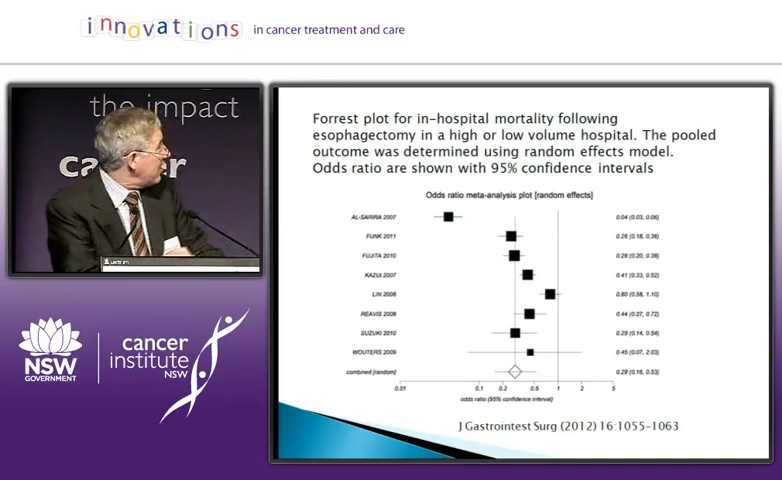 innovations in cancer treatment and care
the impact
Forrest plot for in-hospital mortality following
esophagectomy in a high or low volume hospital. The pooled
outcome was determined using random effects model.
Odds ratio are shown with 95% confidence intervals
Odds ratio meta-analysis plot [random effects]
AL-SARIRA 2007 0.04 (0.03, 0.06)
FUNK 2011 0.26 (0.18, 0.38)
FUJITA 2010 0.28 (0.20, 0.38)
KAZUI 2007 0.41 (0.33, 0.52)
LIN 2006 0.80 (0.58, 1.10)
REAVIS 2008 0.44 (0.27, 0.72)
SUZUKI 2010 0.29 (0.14, 0.54)
WOUTERS 2009 0.45 (0.07, 2.03)
combined [random] 0.29 (0.16, 0.53)
0.01 0.1 0.2 0.5 1 2 5
odds ratio (95% confidence interval)
J Gastrointest Surg (2012) 16:1055-1063
NSW
GOVERNMENT
cancer
institute
NSW